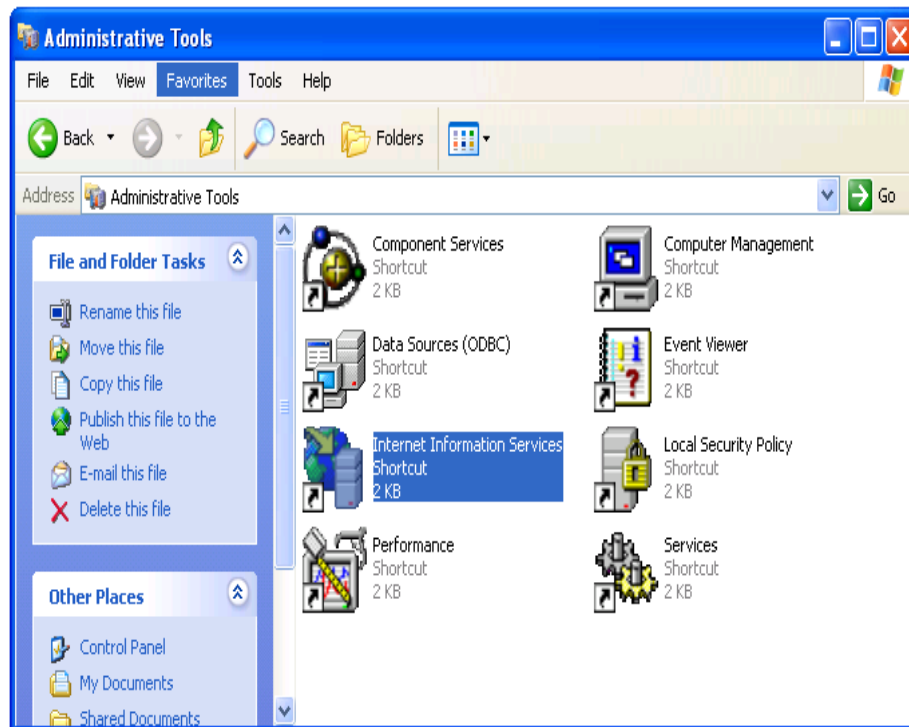 Administrative Tools
File Edit View Favorites Tools Help
Back Search Folders
Address Administrative Tools Go
File and Folder Tasks
Rename this file
Move this file
Copy this file
Publish this file to the
Web
E-mail this file
Delete this file
Other Places
Control Panel
My Documents
Shared Documents
Component Services
Shortcut
2 KB
Computer Management
Shortcut
2 KB
Data Sources (ODBC)
Shortcut
2 KB
Event Viewer
Shortcut
2 KB
Internet Information Services
Shortcut
2 KB
Local Security Policy
Shortcut
2 KB
Performance
Shortcut
2 KB
Services
Shortcut
2 KB